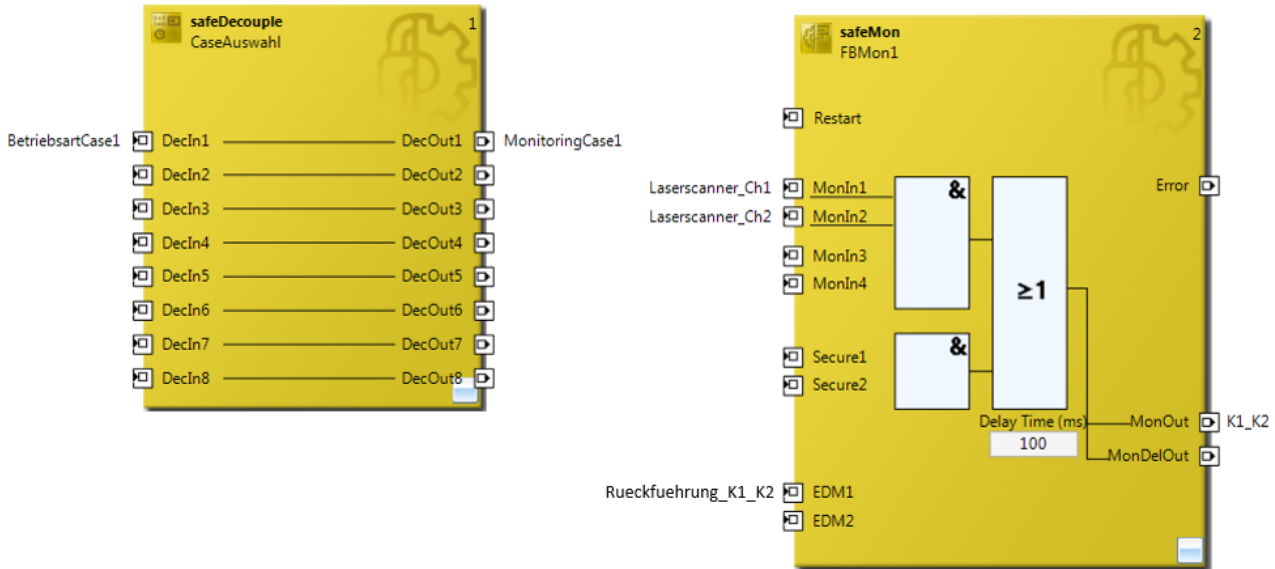 safeDecouple
1
CaseAuswahl
BetriebsartCase1
DecIn1
DecOut1
MonitoringCase1
DecIn2
DecOut2
DecIn3
DecOut3
DecIn4
DecOut4
DecIn5
DecOut5
DecIn6
DecOut6
DecIn7
DecOut7
DecIn8
DecOut8
safeMon
2
FBMon1
Restart
Laserscanner_Ch1
MonIn1
&
Error
Laserscanner_Ch2
MonIn2
MonIn3
MonIn4
≥1
Secure1
&
Secure2
Delay Time (ms)
100
MonOut
K1_K2
MonDelOut
Rueckfuehrung_K1_K2
EDM1
EDM2